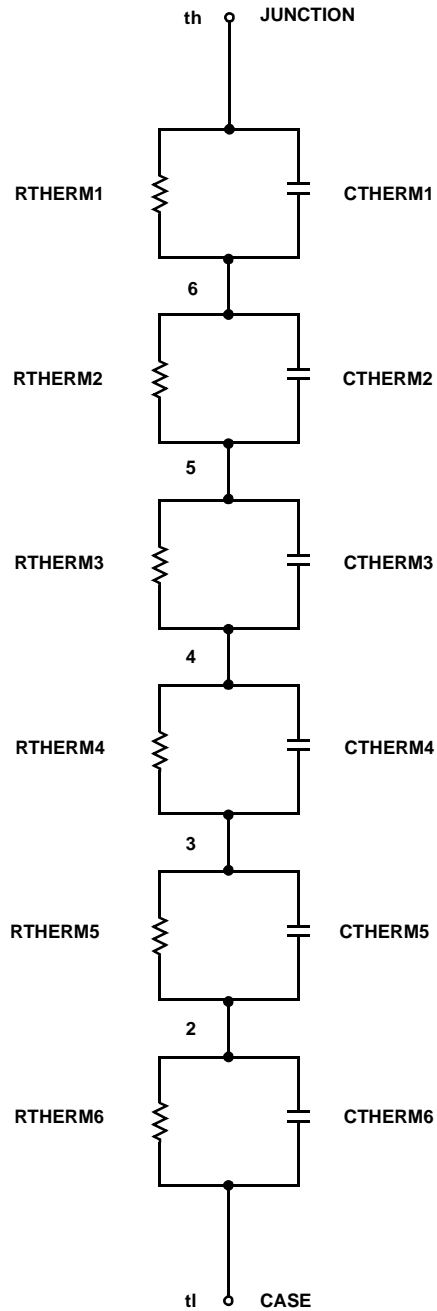 th JUNCTION
RTHERM1 CTHERM1
6
RTHERM2 CTHERM2
5
RTHERM3 CTHERM3
4
RTHERM4 CTHERM4
3
RTHERM5 CTHERM5
2
RTHERM6 CTHERM6
tl CASE